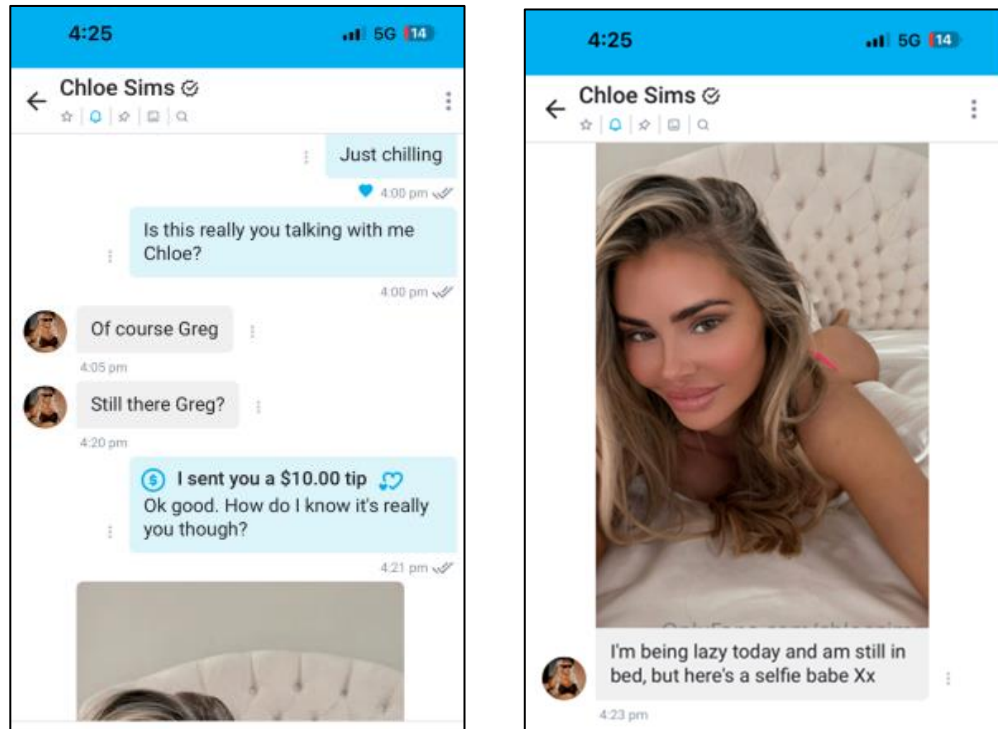 4:25
5G 14
Chloe Sims
Just chilling
4:00 pm
Is this really you talking with me
Chloe?
4:00 pm
Of course Greg
4:05 pm
Still there Greg?
4:20 pm
I sent you a $10.00 tip
Ok good. How do I know it's really
you though?
4:21 pm
4:25
5G 14
Chloe Sims
I'm being lazy today and am still in
bed, but here's a selfie babe Xx
4:23 pm